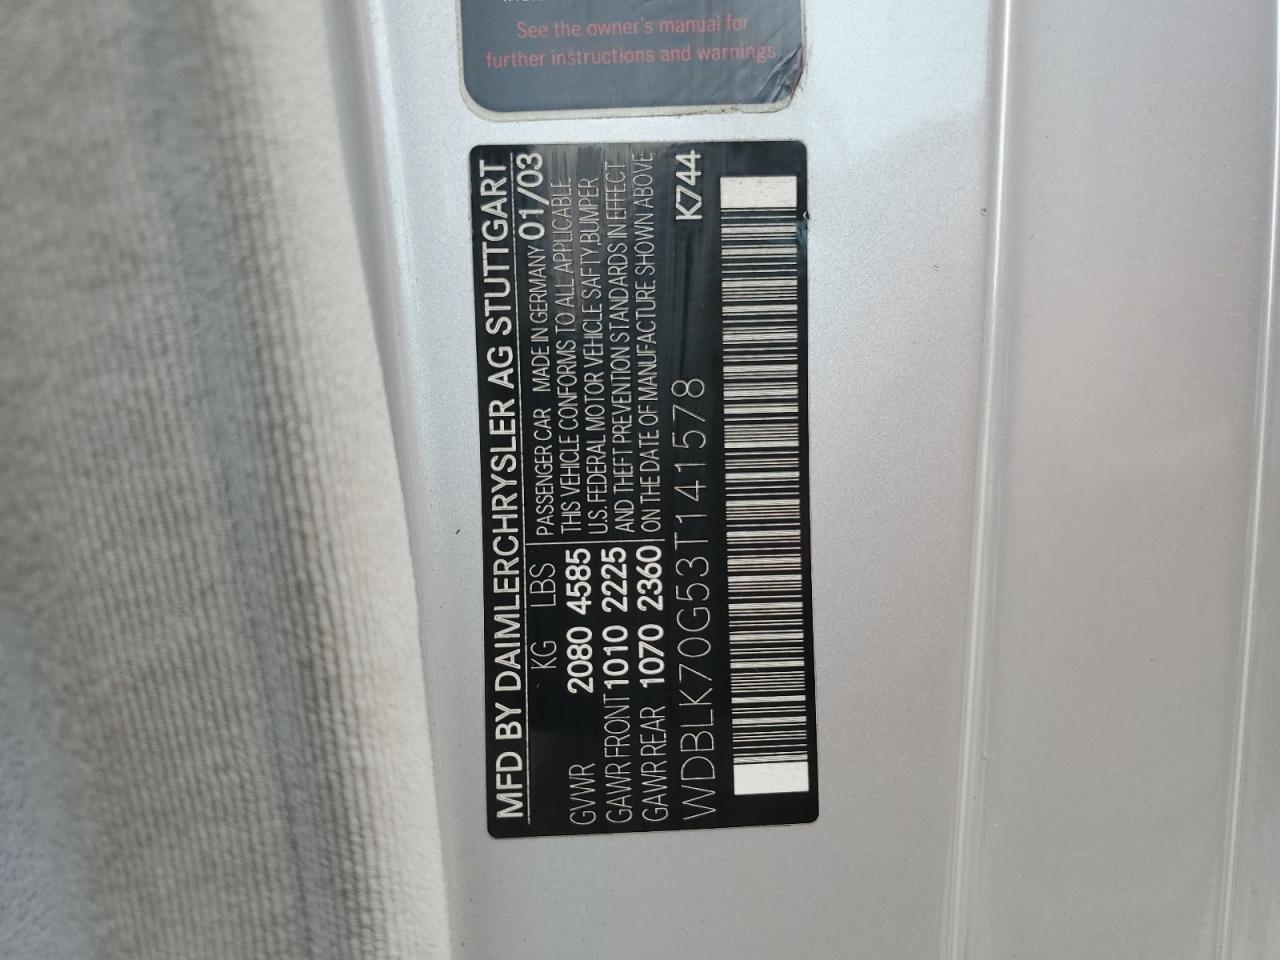 See the owner's manual for
further instructions and warnings
MFD BY DAIMLERCHRYSLER AG STUTTGART
KG LBS PASSENGER CAR MADE IN GERMANY 01/03
GVWR 2080 4585 THIS VEHICLE CONFORMS TO ALL APPLICABLE
U.S. FEDERAL MOTOR VEHICLE SAFTY,BUMPER
GAWR FRONT 1010 2225 AND THEFT PREVENTION STANDARDS IN EFFECT
GAWR REAR 1070 2360 ON THE DATE OF MANUFACTURE SHOWN ABOVE
WDBLK70G53T141578 K744